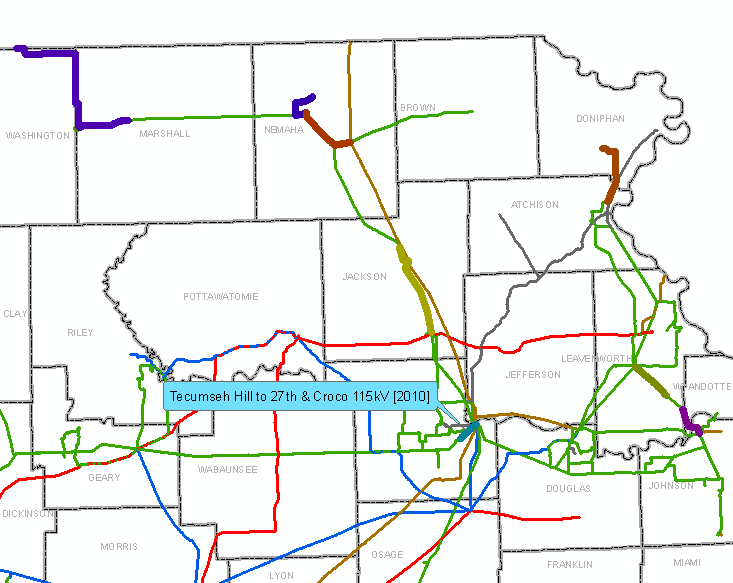 BROWN
DONIPHAN
NEMAHA
MARSHALL
WASHINGTON
ATCHISON
JACKSON
POTTAWATOMIE
CLAY
RILEY
LEAVENWORTH
JEFFERSON
WYANDOTTE
Tecumseh Hill to 27th & Croco 115kV [2010]
WABAUNSEE
GEARY
DOUGLAS
JOHNSON
DICKINSON
MORRIS
OSAGE
FRANKLIN
MIAMI
LYON